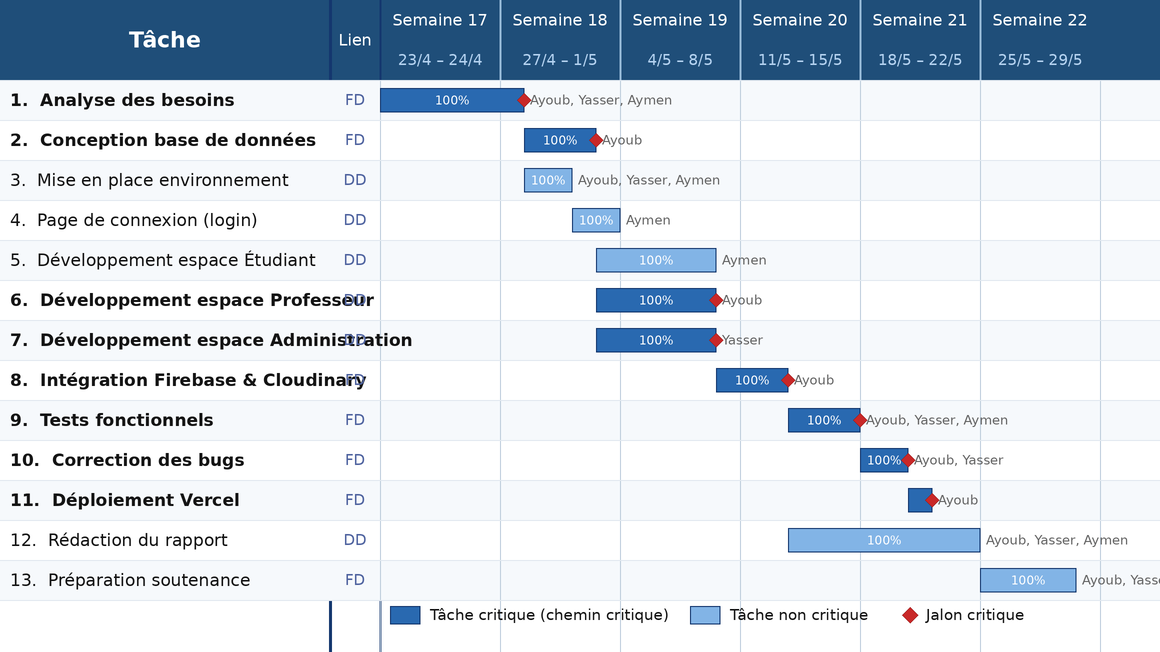 Tâche Lien Semaine 17 Semaine 18 Semaine 19 Semaine 20 Semaine 21 Semaine 22
23/4 – 24/4 27/4 – 1/5 4/5 – 8/5 11/5 – 15/5 18/5 – 22/5 25/5 – 29/5
1. Analyse des besoins FD 100% Ayoub, Yasser, Aymen
2. Conception base de données FD 100% Ayoub
3. Mise en place environnement DD 100% Ayoub, Yasser, Aymen
4. Page de connexion (login) DD 100% Aymen
5. Développement espace Étudiant DD 100% Aymen
6. Développement espace Professeur DD 100% Ayoub
7. Développement espace Administration DD 100% Yasser
8. Intégration Firebase & Cloudinary FD 100% Ayoub
9. Tests fonctionnels FD 100% Ayoub, Yasser, Aymen
10. Correction des bugs FD 100% Ayoub, Yasser
11. Déploiement Vercel FD Ayoub
12. Rédaction du rapport DD 100% Ayoub, Yasser, Aymen
13. Préparation soutenance FD 100% Ayoub,
Tâche critique (chemin critique) Tâche non critique Jalon critique